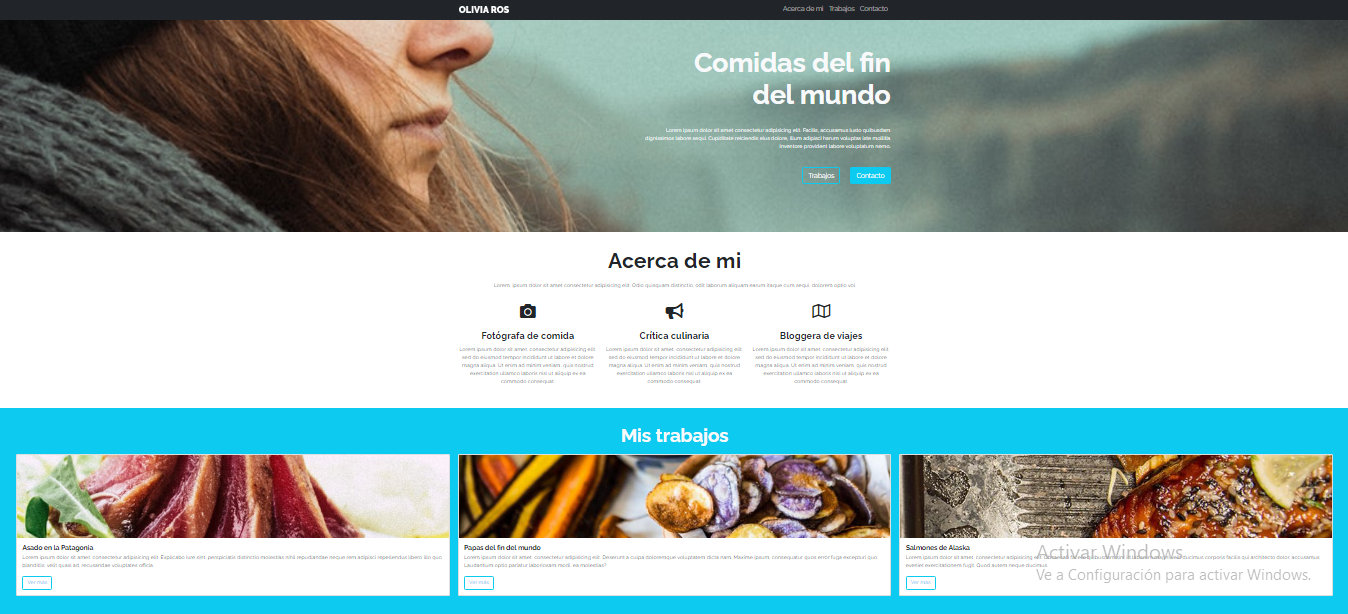 OLIVIA ROS
Acerca de mi Trabajos Contacto
Comidas del fin
del mundo
Lorem ipsum dolor sit amet consectetur adipisicing elit. Facilis, accusamus iusto quibusdam
dignissimos labore sequi. Cupiditate reiciendis eius dolore, illum adipisci harum voluptas iste mollitia
inventore provident labore voluptatum nemo.
Trabajos Contacto
Acerca de mi
Lorem, ipsum dolor sit amet consectetur adipisicing elit. Odio quisquam distinctio, odit laborum aliquam earum itaque cum sequi, dolorem optio vol
Fotógrafa de comida
Lorem ipsum dolor sit amet, consectetur adipisicing elit,
sed do eiusmod tempor incididunt ut labore et dolore
magna aliqua. Ut enim ad minim veniam, quis nostrud
exercitation ullamco laboris nisi ut aliquip ex ea
commodo consequat.
Crítica culinaria
Lorem ipsum dolor sit amet, consectetur adipisicing elit,
sed do eiusmod tempor incididunt ut labore et dolore
magna aliqua. Ut enim ad minim veniam, quis nostrud
exercitation ullamco laboris nisi ut aliquip ex ea
commodo consequat.
Bloggera de viajes
Lorem ipsum dolor sit amet, consectetur adipisicing elit,
sed do eiusmod tempor incididunt ut labore et dolore
magna aliqua. Ut enim ad minim veniam, quis nostrud
exercitation ullamco laboris nisi ut aliquip ex ea
commodo consequat.
Mis trabajos
Asado en la Patagonia
Lorem ipsum dolor sit amet consectetur adipisicing elit. Explicabo iure sint, perspiciatis distinctio molestias nihil repudiandae neque rem adipisci repellendus libero illo quo
blanditiis, velit quasi ad, recusandae voluptates officia.
Ver más
Papas del fin del mundo
Lorem ipsum dolor sit amet consectetur adipisicing elit. Deserunt a culpa doloremque voluptatem dicta nam. Maxime ipsum, consequatur quos error fuga excepturi quo.
Laudantium optio pariatur laboriosam modi, ea molestias?
Ver más
Salmones de Alaska
Lorem ipsum dolor sit amet consectetur adipisicing elit. ducimus corporis facilis qui architecto dolor, accusamus
eveniet exercitationem fugit. Quod autem neque ducimus
Ver más
Activar Windows
Ve a Configuración para activar Windows.